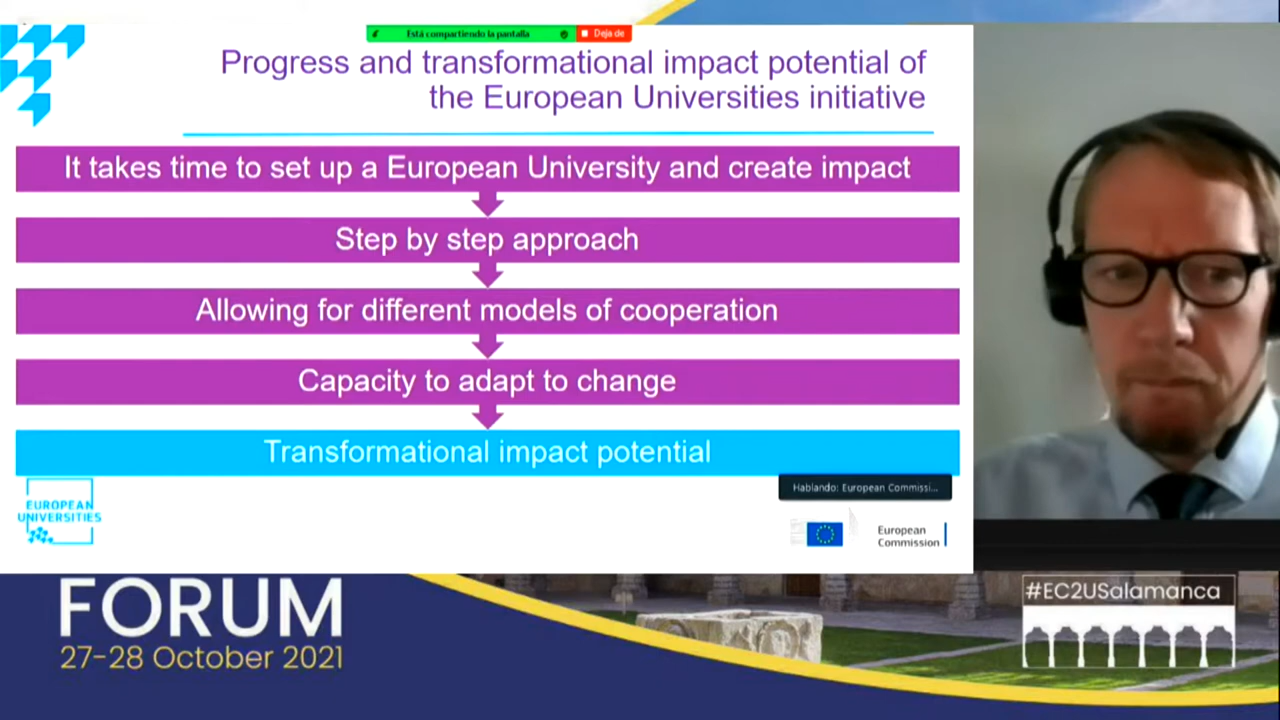 Está compartiendo la pantalla
Deja de
Progress and transformational impact potential of
the European Universities initiative
It takes time to set up a European University and create impact
Step by step approach
Allowing for different models of cooperation
Capacity to adapt to change
Transformational impact potential
Hablando: European Commissi...
EUROPEAN
UNIVERSITIES
European
Commission
FORUM
27-28 October 2021
#EC2USalamanca